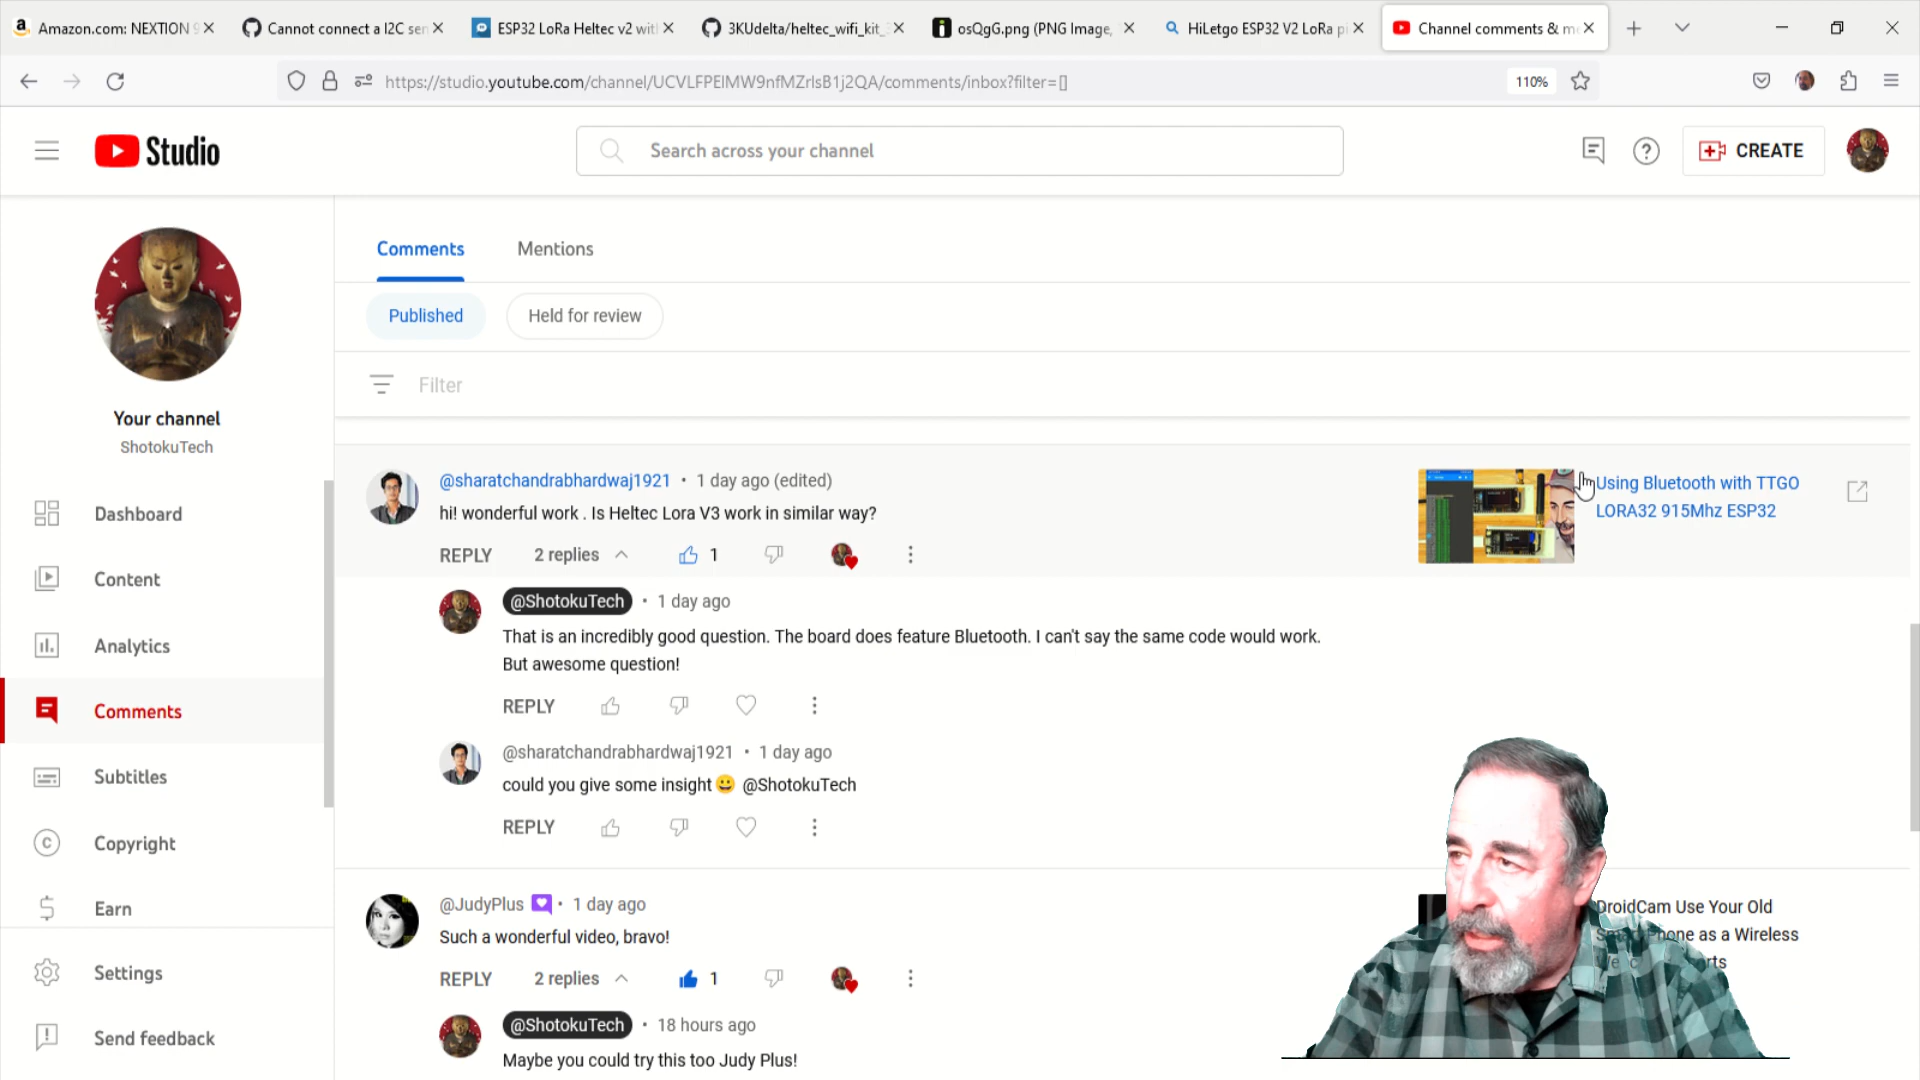 Amazon.com: NEXTION 9
Cannot connect a I2C sen
ESP32 LoRa Heltec v2 wit
3KUdelta/heltec_wifi_kit_3
osQgG.png (PNG Image,
HiLetgo ESP32 V2 LoRa pi
Channel comments & me
https://studio.youtube.com/channel/UCVLFPEIMW9nfMZrIsB1j2QA/comments/inbox?filter=[]
110%
Studio
Search across your channel
CREATE
Your channel
ShotokuTech
Dashboard
Content
Analytics
Comments
Subtitles
Copyright
Earn
Settings
Send feedback
Comments
Mentions
Published
Held for review
Filter
@sharatchandrabhardwaj1921 • 1 day ago (edited)
hi! wonderful work . Is Heltec Lora V3 work in similar way?
REPLY 2 replies 1
Using Bluetooth with TTGO
LORA32 915Mhz ESP32
@ShotokuTech • 1 day ago
That is an incredibly good question. The board does feature Bluetooth. I can't say the same code would work.
But awesome question!
REPLY
@sharatchandrabhardwaj1921 • 1 day ago
could you give some insight 😀 @ShotokuTech
REPLY
@JudyPlus • 1 day ago
Such a wonderful video, bravo!
REPLY 2 replies 1
DroidCam Use Your Old
Phone as a Wireless
@ShotokuTech • 18 hours ago
Maybe you could try this too Judy Plus!